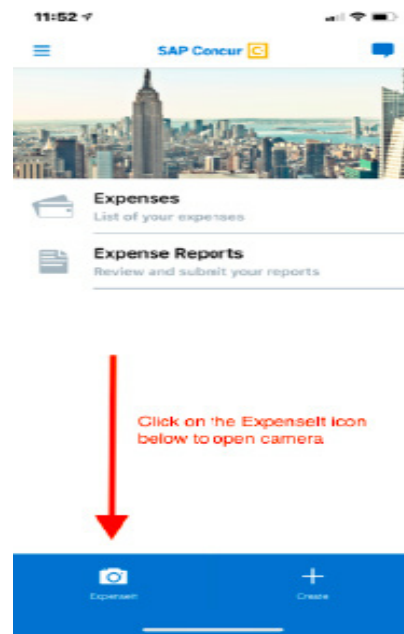 11:52
SAP Concur C
Expenses
List of your expenses
Expense Reports
Review and submit your reports
Click on the ExpenseIt icon
below to open camera
ExpenseIt
Create